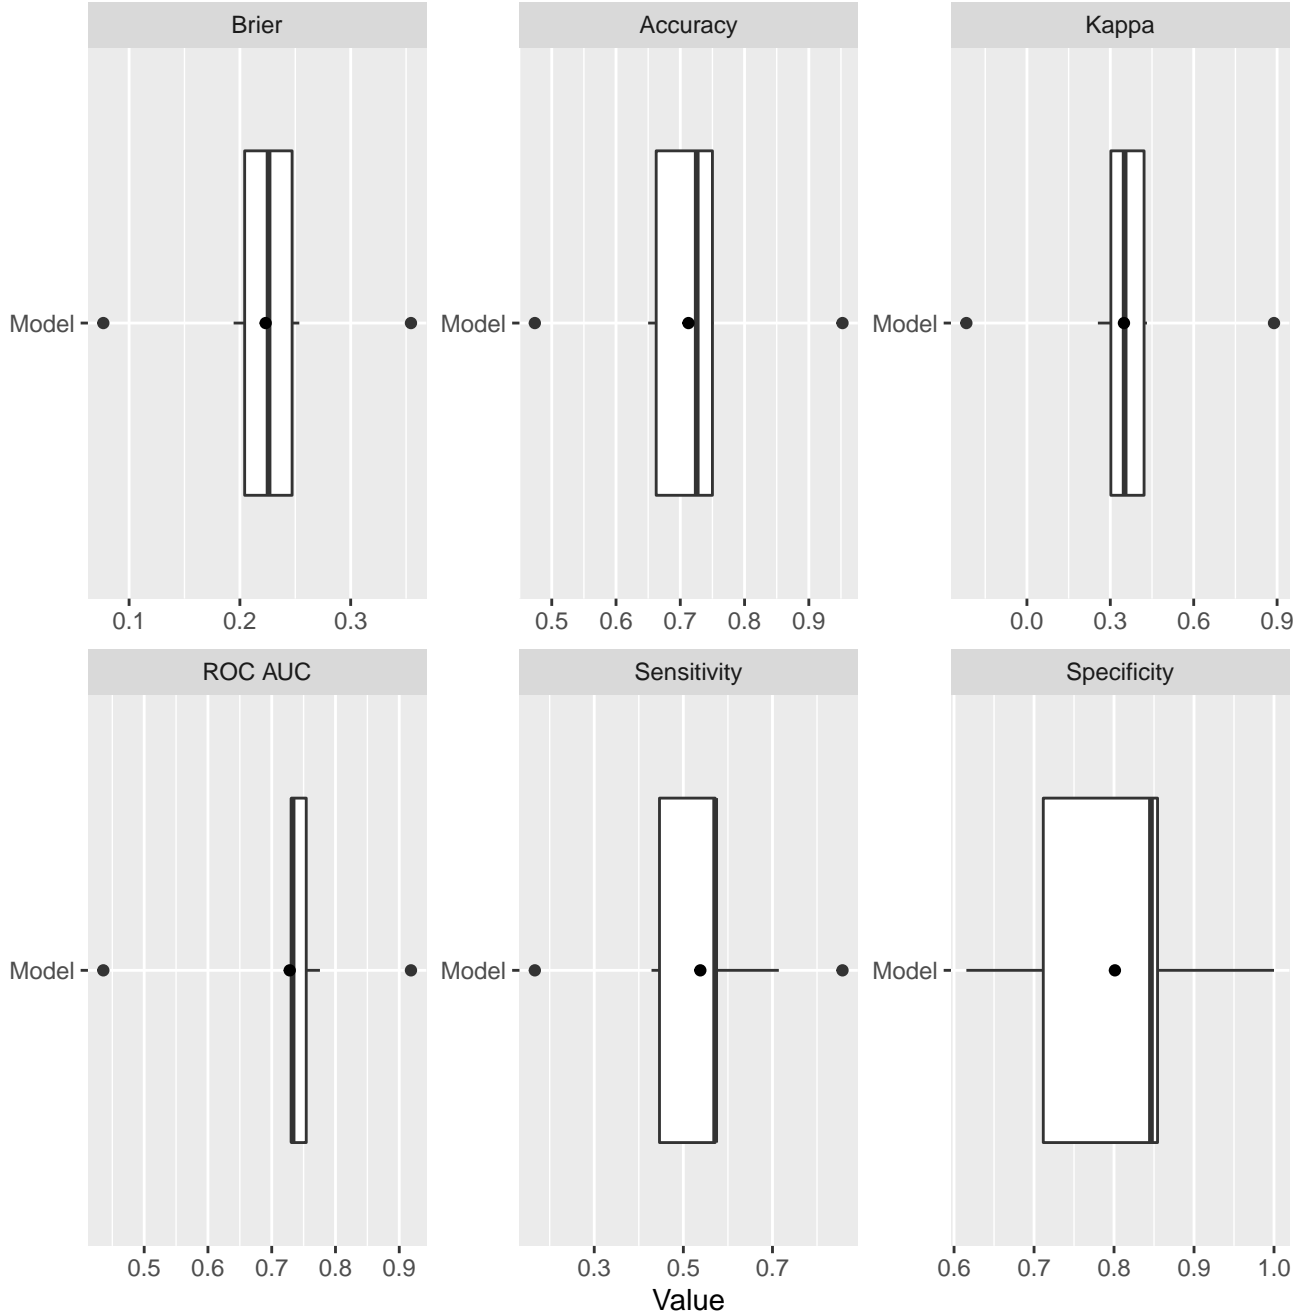 Brier
Accuracy
Kappa
Model
Model
Model
0.1 0.2 0.3
0.5 0.6 0.7 0.8 0.9
0.0 0.3 0.6 0.9
ROC AUC
Sensitivity
Specificity
Model
Model
Model
0.5 0.6 0.7 0.8 0.9
0.3 0.5 0.7
0.6 0.7 0.8 0.9 1.0
Value